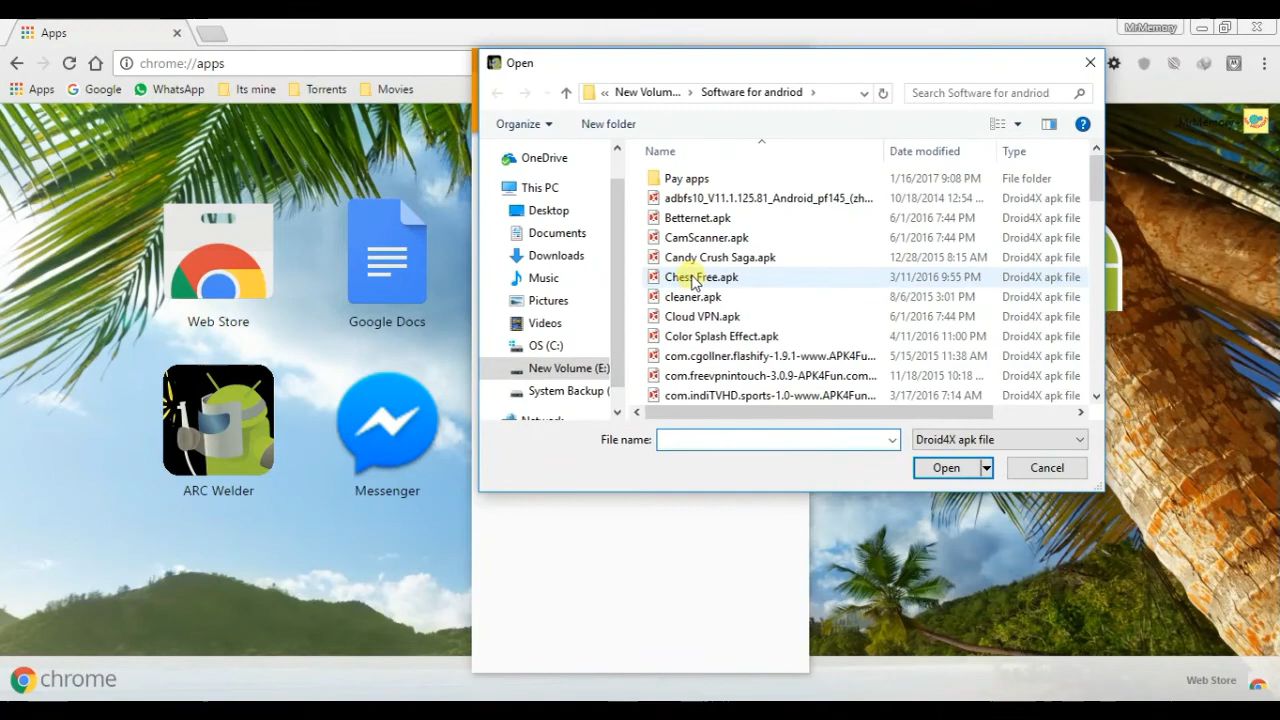 Apps
MrMemory
chrome://apps
Apps
Google
WhatsApp
Its mine
Torrents
Movies
MrMemory
Web Store
Google Docs
ARC Welder
Messenger
Open
« New Volum... > Software for andriod >
Search Software for andriod
Organize
New folder
OneDrive
This PC
Desktop
Documents
Downloads
Music
Pictures
Videos
OS (C:)
New Volume (E:)
System Backup (
Network
Name Date modified Type
Pay apps 1/16/2017 9:08 PM File folder
adbfs10_V11.1.125.81_Android_pf145_(zh... 10/18/2014 12:54 ... Droid4X apk file
Betternet.apk 6/1/2016 7:44 PM Droid4X apk file
CamScanner.apk 6/1/2016 7:44 PM Droid4X apk file
Candy Crush Saga.apk 12/28/2015 8:15 AM Droid4X apk file
Chess Free.apk 3/11/2016 9:55 PM Droid4X apk file
cleaner.apk 8/6/2015 3:01 PM Droid4X apk file
Cloud VPN.apk 6/1/2016 7:44 PM Droid4X apk file
Color Splash Effect.apk 4/11/2016 11:00 PM Droid4X apk file
com.cgollner.flashify-1.9.1-www.APK4Fu... 5/15/2015 11:38 AM Droid4X apk file
com.freevpnintouch-3.0.9-APK4Fun.com... 11/18/2015 10:18 ... Droid4X apk file
com.indiTVHD.sports-1.0-www.APK4Fun... 3/17/2016 7:14 AM Droid4X apk file
File name:
Droid4X apk file
Open
Cancel
chrome
Web Store